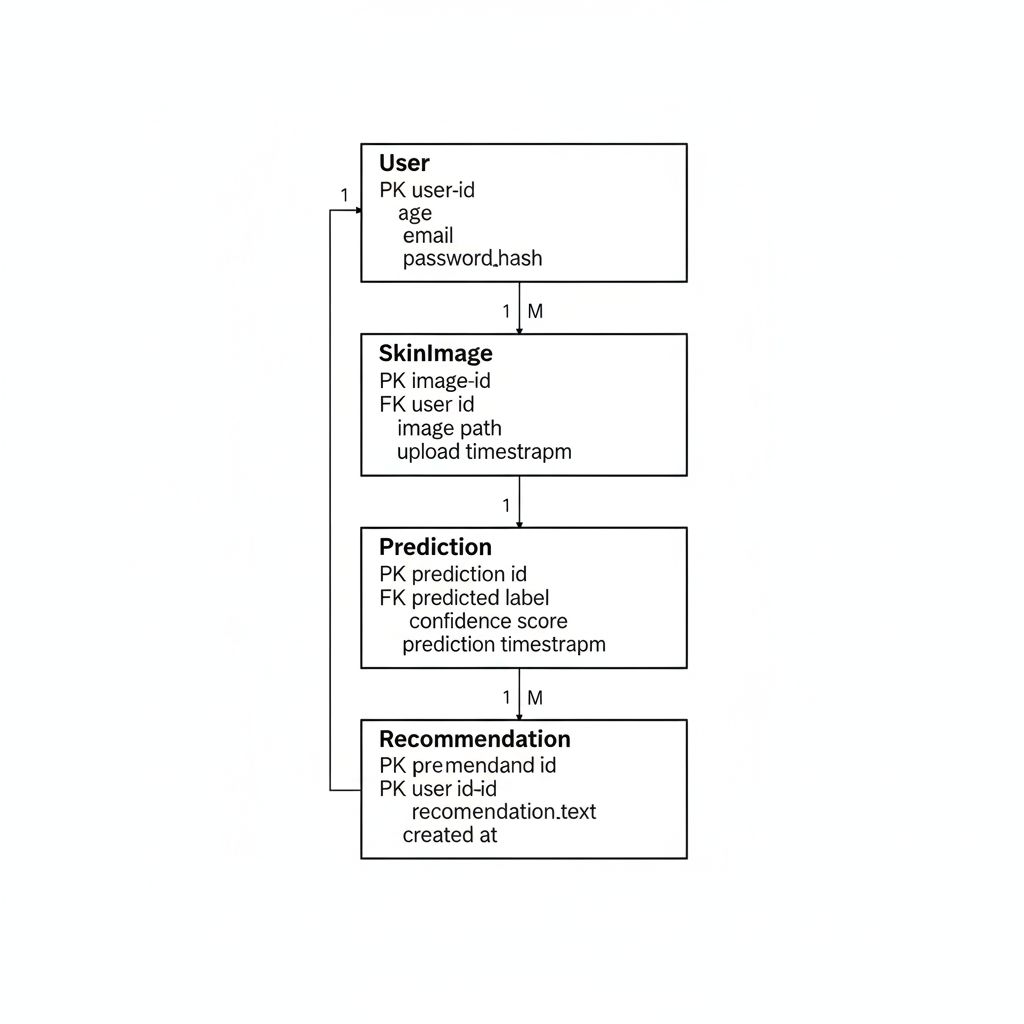 User
PK user-id
age
email
password_hash
1
1 M
SkinImage
PK image-id
FK user id
image path
upload timestrapm
1
Prediction
PK prediction id
FK predicted label
confidence score
prediction timestrapm
1 M
Recommendation
PK premendand id
PK user id-id
recomendation.text
created at